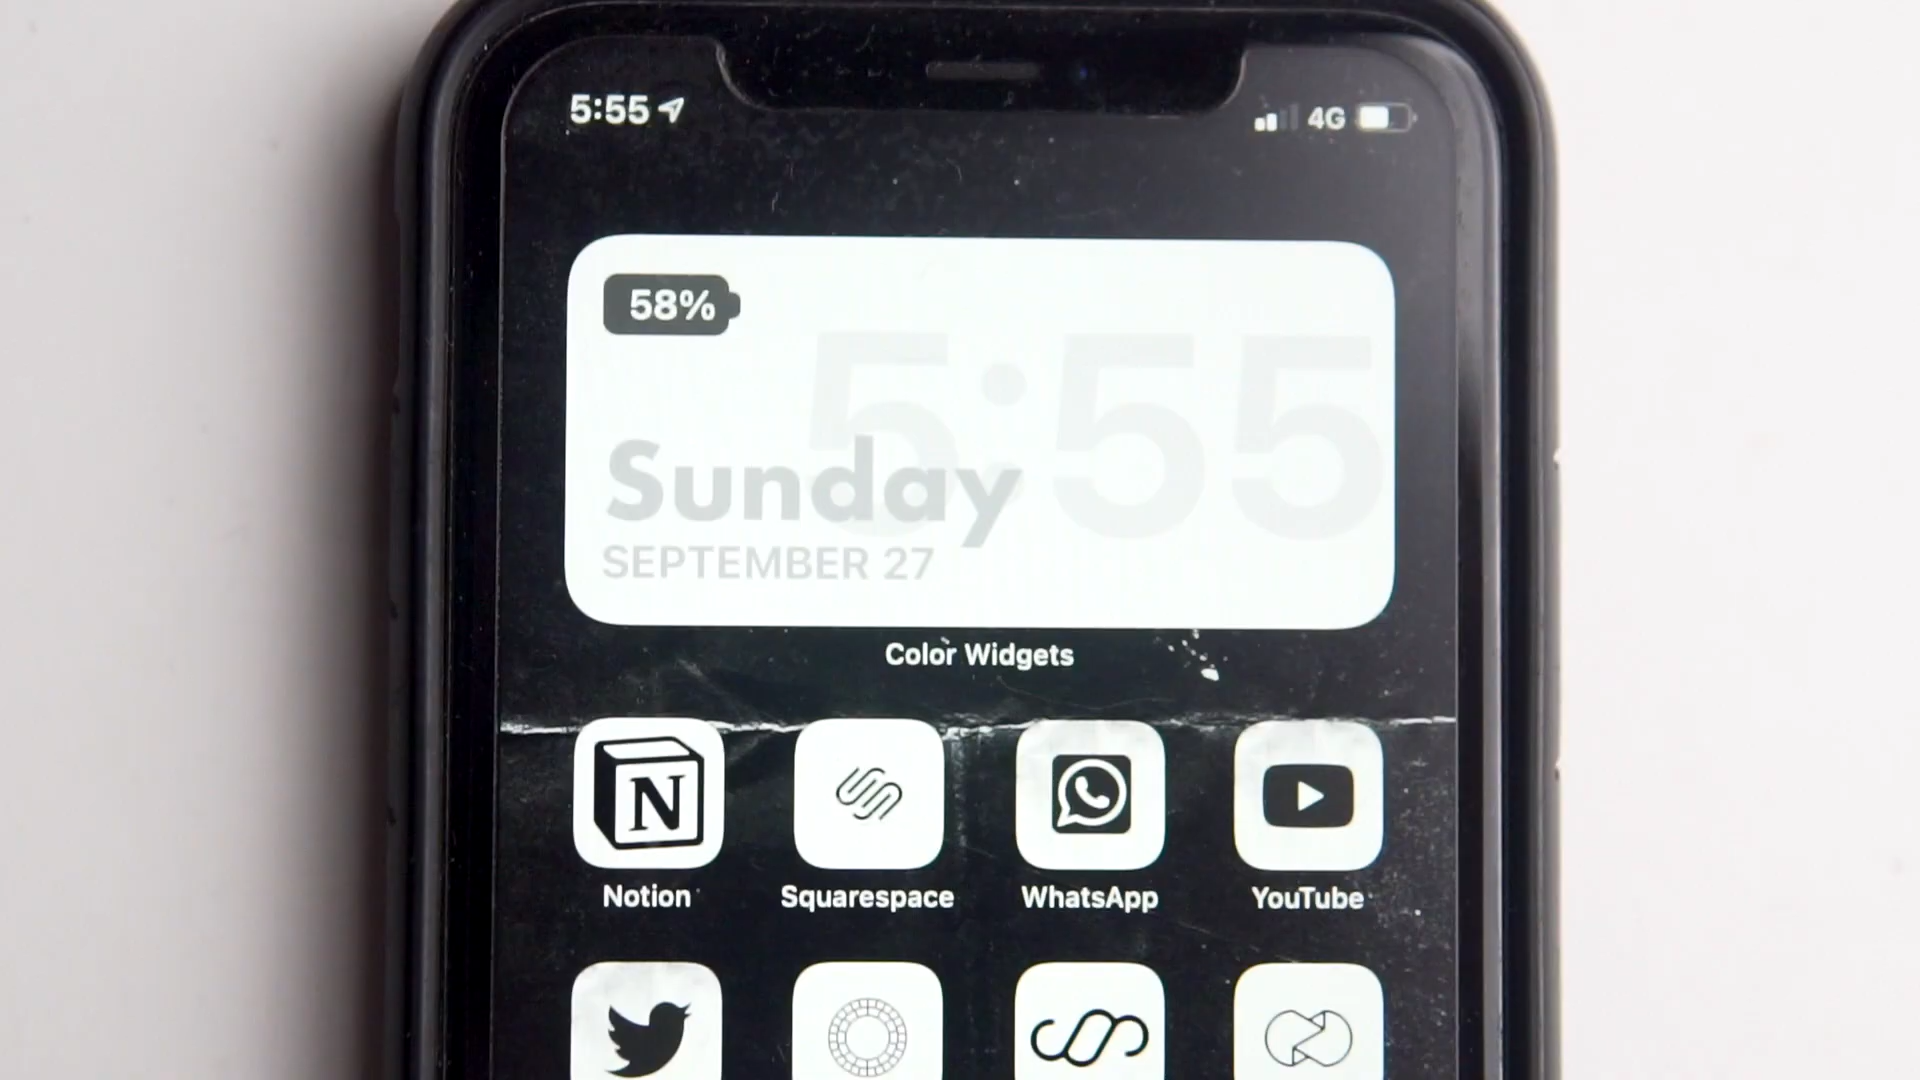 5:55
4G
58%
5:55
Sunday
SEPTEMBER 27
Color Widgets
N
Notion
Squarespace
WhatsApp
YouTube